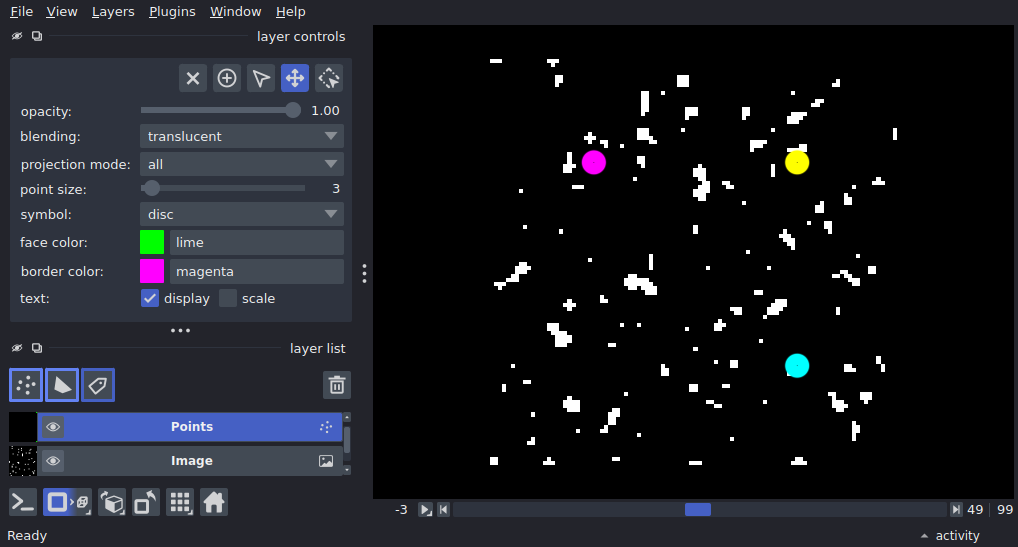 File View Layers Plugins Window Help
layer controls
opacity: 1.00
blending: translucent
projection mode: all
point size: 3
symbol: disc
face color: lime
border color: magenta
text: display scale
layer list
Points
Image
-3 49 99
Ready activity